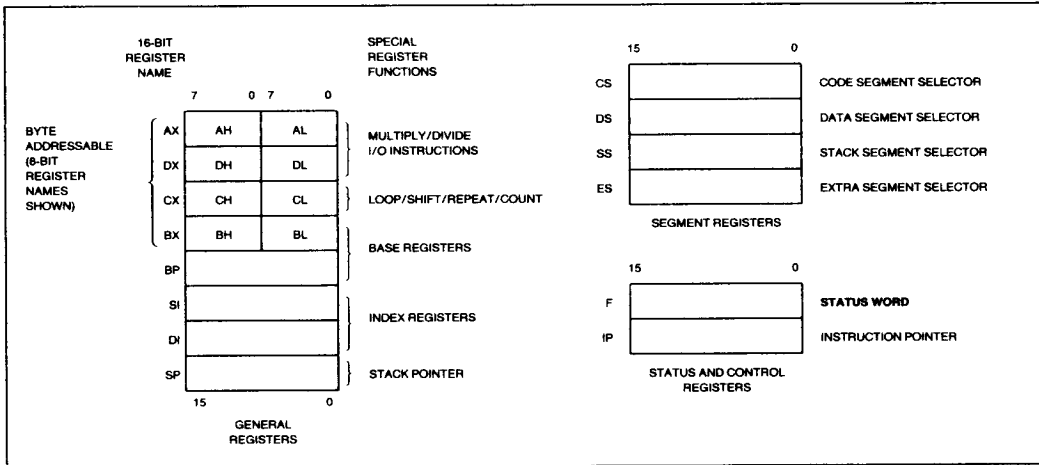 16-BIT
REGISTER
NAME
SPECIAL
REGISTER
FUNCTIONS
7 0 7 0
BYTE
ADDRESSABLE
(8-BIT
REGISTER
NAMES
SHOWN)
AX AH AL
DX DH DL
MULTIPLY/DIVIDE
I/O INSTRUCTIONS
CX CH CL LOOP/SHIFT/REPEAT/COUNT
BX BH BL
BASE REGISTERS
BP
SI
INDEX REGISTERS
DI
SP STACK POINTER
15 0
GENERAL
REGISTERS
15 0
CS CODE SEGMENT SELECTOR
DS DATA SEGMENT SELECTOR
SS STACK SEGMENT SELECTOR
ES EXTRA SEGMENT SELECTOR
SEGMENT REGISTERS
15 0
F STATUS WORD
IP INSTRUCTION POINTER
STATUS AND CONTROL
REGISTERS